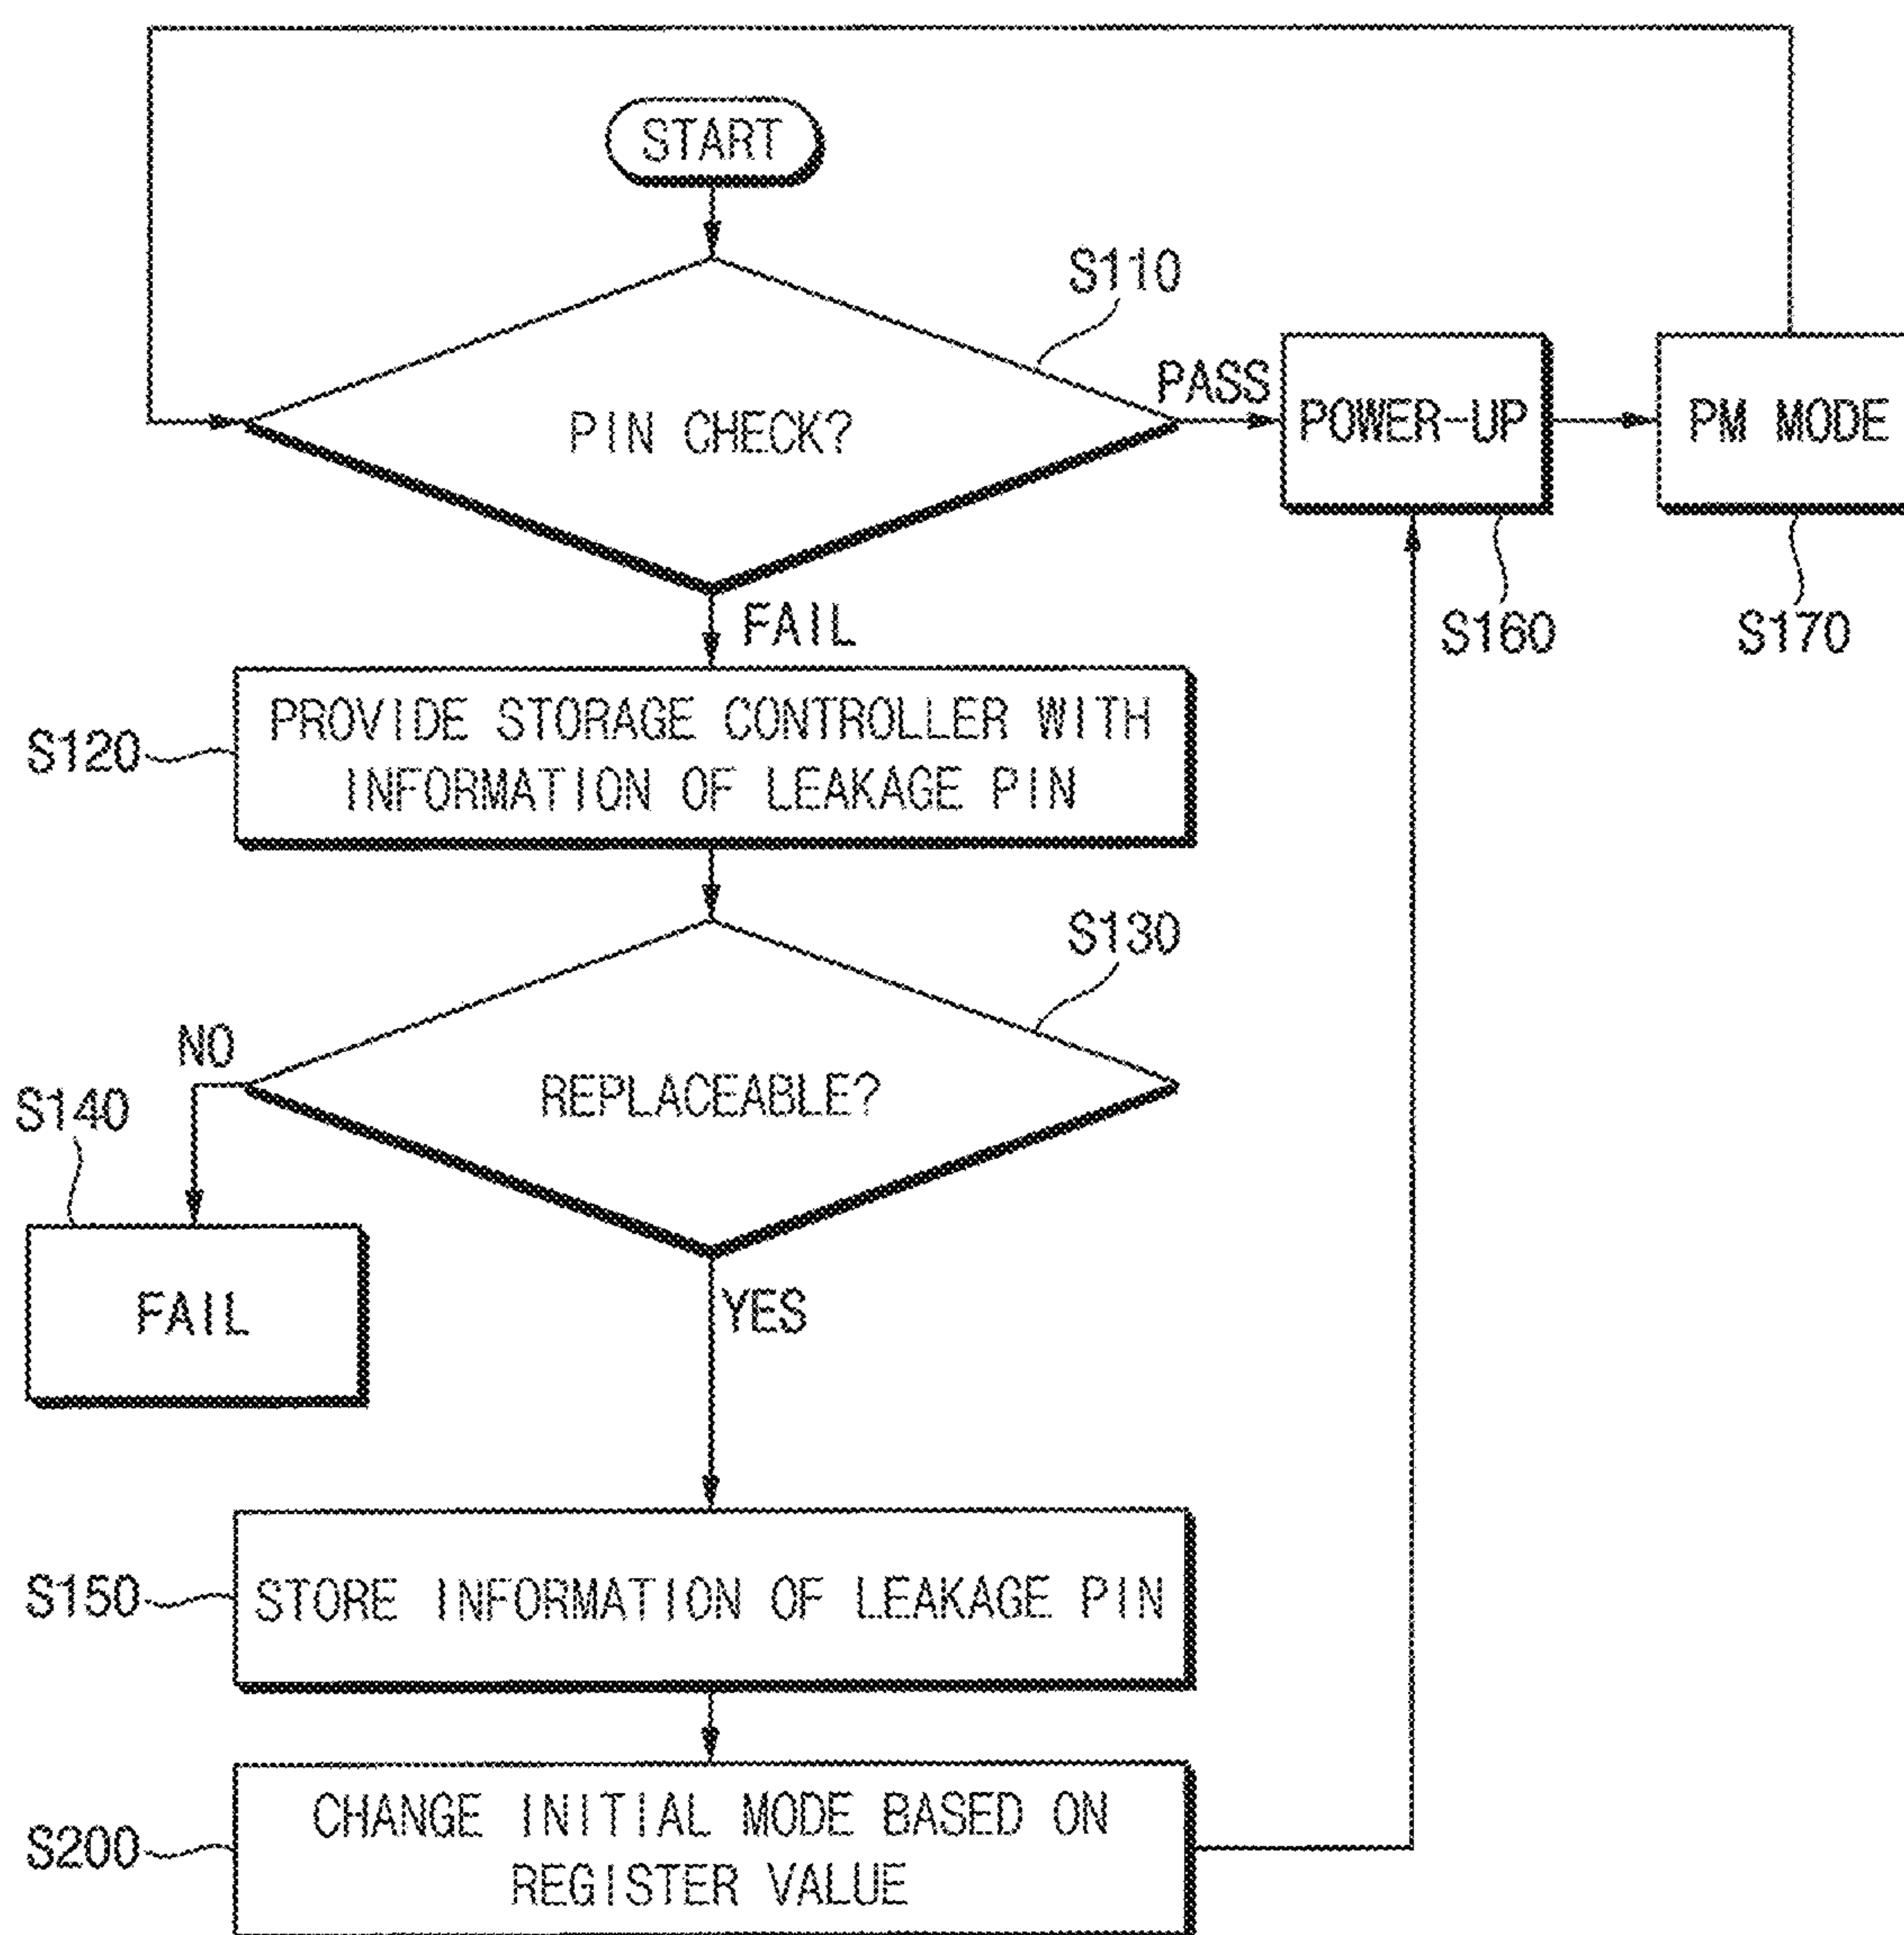 START
S110
PASS
PIN CHECK?
POWER-UP
PM MODE
FAIL
S160
S170
S120
PROVIDE STORAGE CONTROLLER WITH
INFORMATION OF LEAKAGE PIN
S130
NO
REPLACEABLE?
S140
FAIL
YES
S150
STORE INFORMATION OF LEAKAGE PIN
S200
CHANGE INITIAL MODE BASED ON
REGISTER VALUE